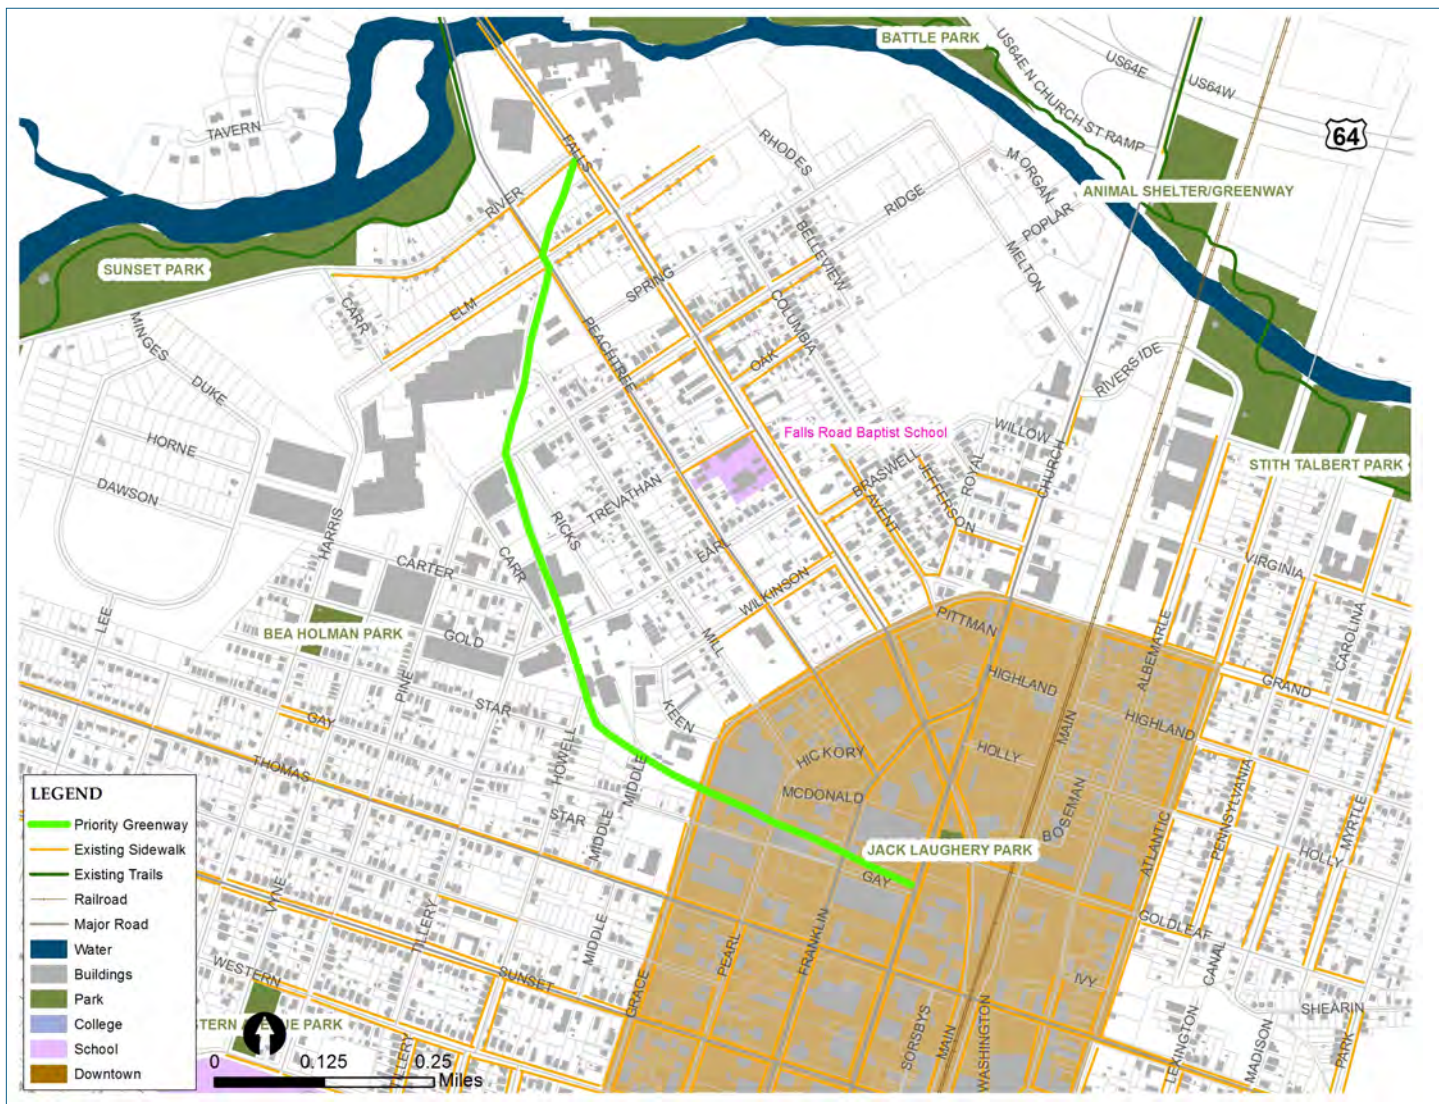 BATTLE PARK
US64E N CHURCH ST RAMP
US64E
US64W
64
TAVERN
FALLS
RHODES
MORGAN
ANIMAL SHELTER/GREENWAY
RIVER
RIDGE
POPLAR
BELLEVIEW
MELTON
SUNSET PARK
SPRING
CARR
ELM
COLUMBIA
MINGES
PEACHTREE
OAK
RIVERSIDE
DUKE
Falls Road Baptist School
WILLOW
HORNE
CHURCH
STITH TALBERT PARK
BRASWELL
JEFFERSON
ROYAL
DAWSON
TREVATHAN
AVENT
RICKS
HARRIS
EARL
CARTER
CARR
VIRGINIA
WILKINSON
LEE
BEA HOLMAN PARK
GOLD
MILL
PITTMAN
ALBEMARLE
CAROLINA
HIGHLAND
GRAND
PINE
STAR
KEEN
GAY
MAIN
HIGHLAND
HICKORY
HOLLY
THOMAS
HOWELL
MIDDLE
MCDONALD
BOSEMAN
PENNSYLVANIA
MYRTLE
STAR
MIDDLE
JACK LAUGHERY PARK
ATLANTIC
HOLLY
GAY
VYNE
TILLERY
MIDDLE
GOLDLEAF
PEARL
FRANKLIN
CANAL
WESTERN
SUNSET
GRACE
IVY
SHEARIN
STERN AVENUE PARK
TILLERY
SORSBYS
MAIN
WASHINGTON
LEXINGTON
MADISON
PARK
LEGEND
Priority Greenway
Existing Sidewalk
Existing Trails
Railroad
Major Road
Water
Buildings
Park
College
School
Downtown
0 0.125 0.25
Miles